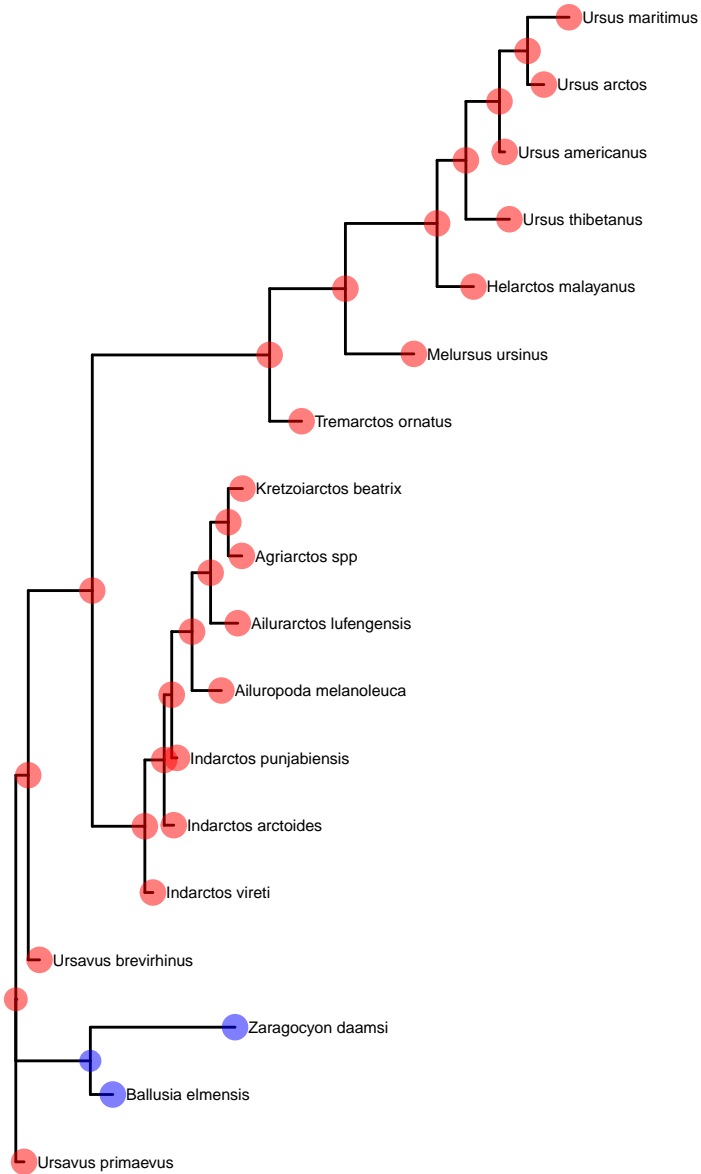 Ursus maritimus
Ursus arctos
Ursus americanus
Ursus thibetanus
Helarctos malayanus
Melursus ursinus
Tremarctos ornatus
Kretzoiarctos beatrix
Agriarctos spp
Ailurarctos lufengensis
Ailuropoda melanoleuca
Indarctos punjabiensis
Indarctos arctoides
Indarctos vireti
Ursavus brevirhinus
Zaragocyon daamsi
Ballusia elmensis
Ursavus primaevus